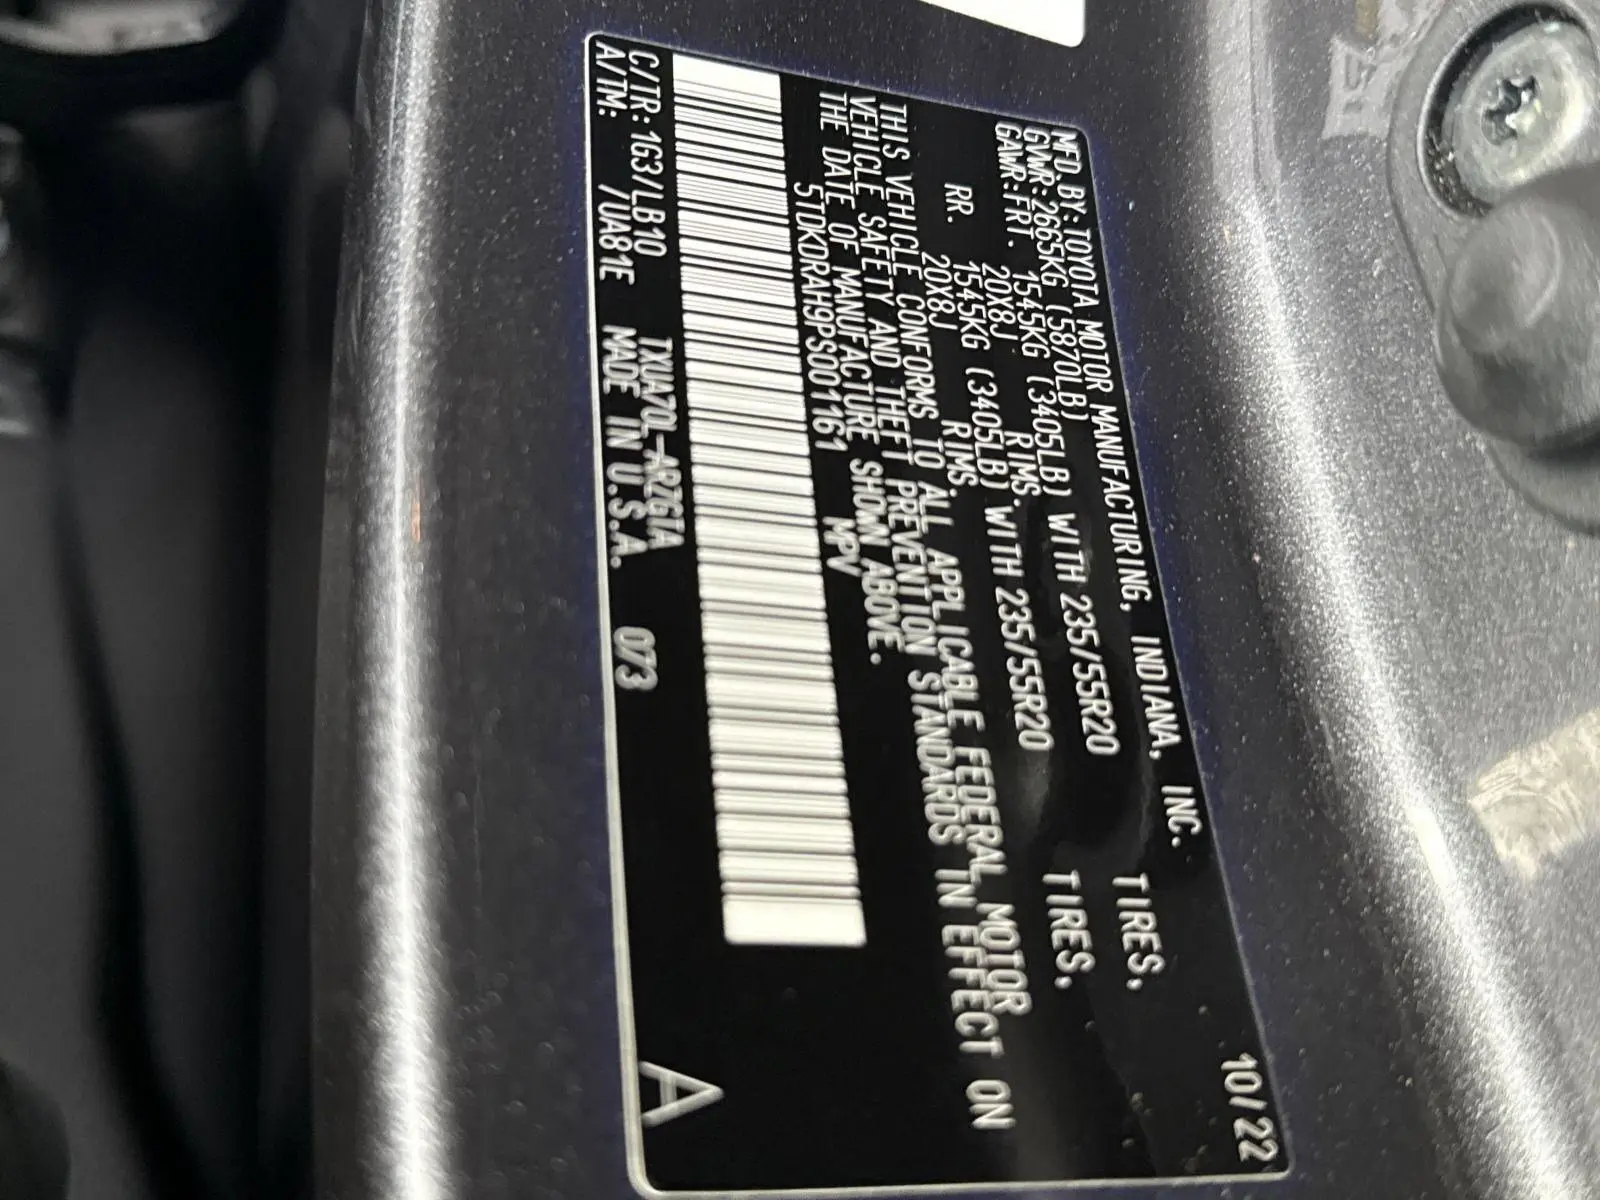 MFD.BY:TOYOTA MOTOR MANUFACTURING, INDIANA, INC. 10/22
GVWR:2665KG (5870LB)
GAWR:FRT. 1545KG (3405LB) WITH 235/55R20 TIRES,
20X8J RIMS.
RR. 1545KG (3405LB) WITH 235/55R20 TIRES,
20X8J RIMS.
THIS VEHICLE CONFORMS TO ALL APPLICABLE FEDERAL MOTOR
VEHICLE SAFETY AND THEFT PREVENTION STANDARDS IN EFFECT ON
THE DATE OF MANUFACTURE SHOWN ABOVE.
5TDKDRAH9PS001161 MPV
C/TR:1G3/LB10 TXUA70L-ARZGTA
A/TM: /UA81E MADE IN U.S.A. 073 A